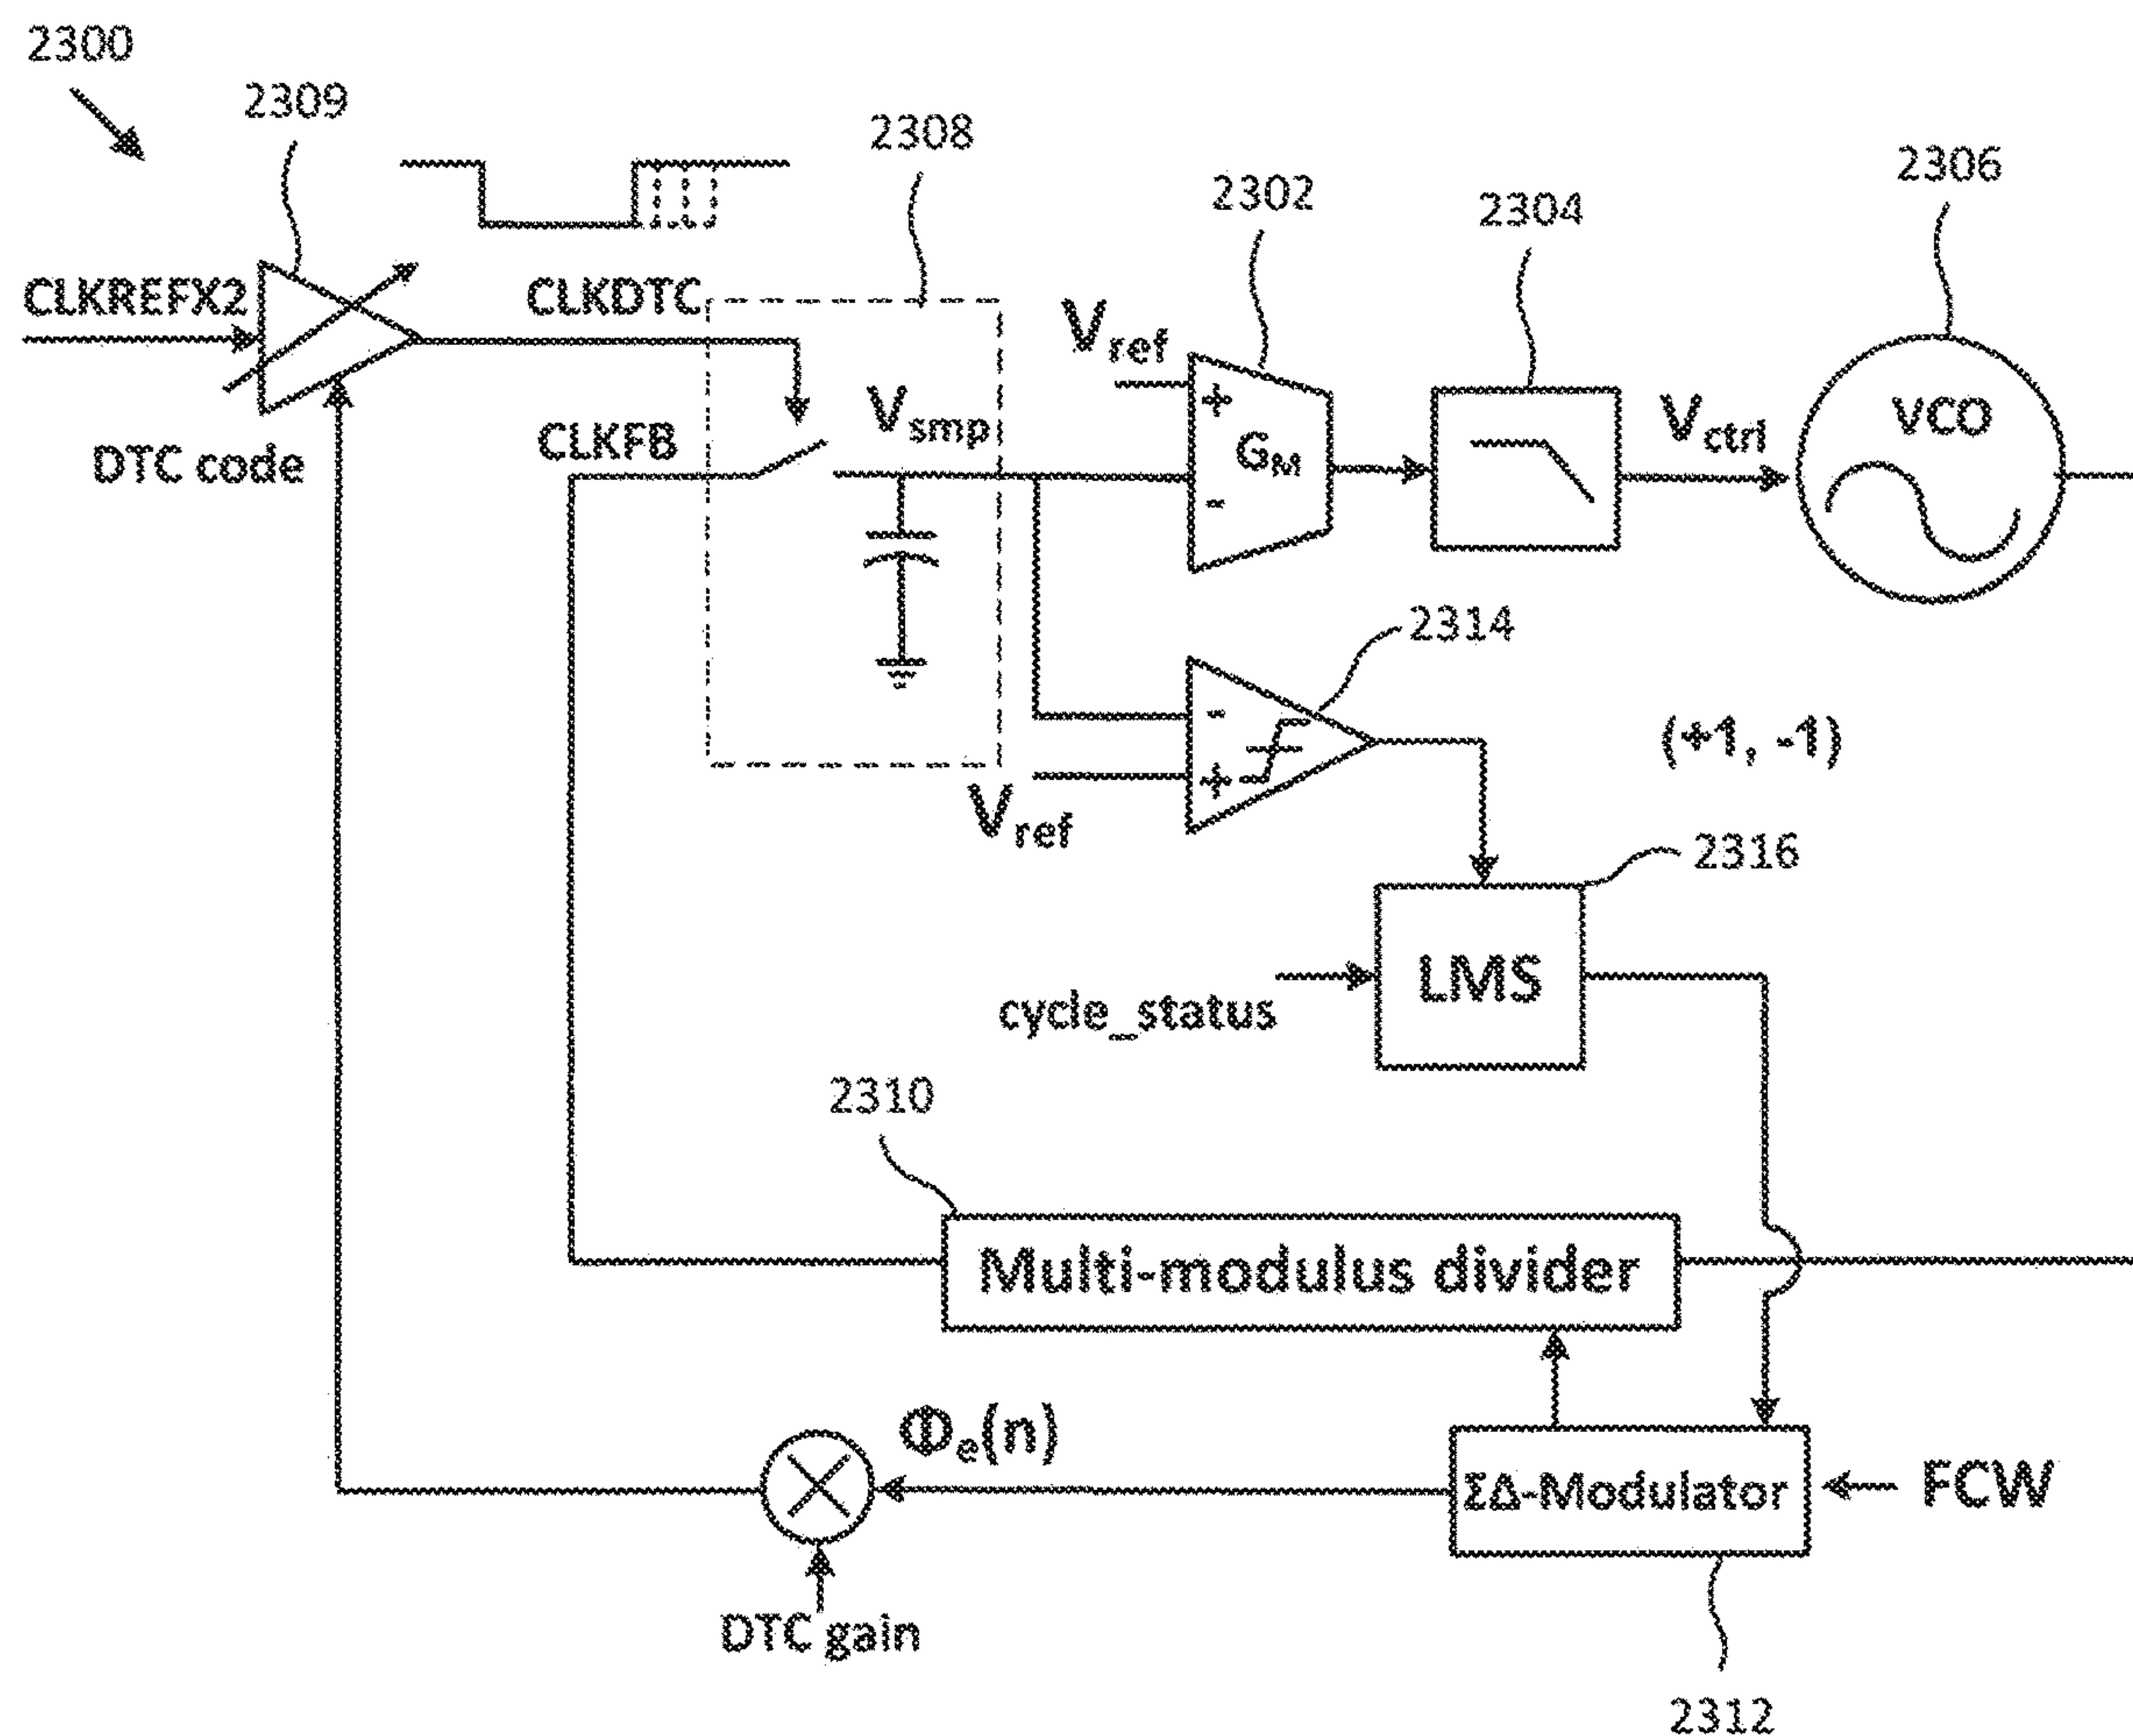 2300
2309
2308
2302
2304
2306
CLKREFX2
CLKDTC
DTC code
CLKFB
Vsmp
Vref
+
GM
-
Vctrl
VCO
2314
-
+
Vref
(+1, -1)
2316
LMS
cycle_status
2310
Multi-modulus divider
Φe(n)
ΣΔ-Modulator
FCW
DTC gain
2312